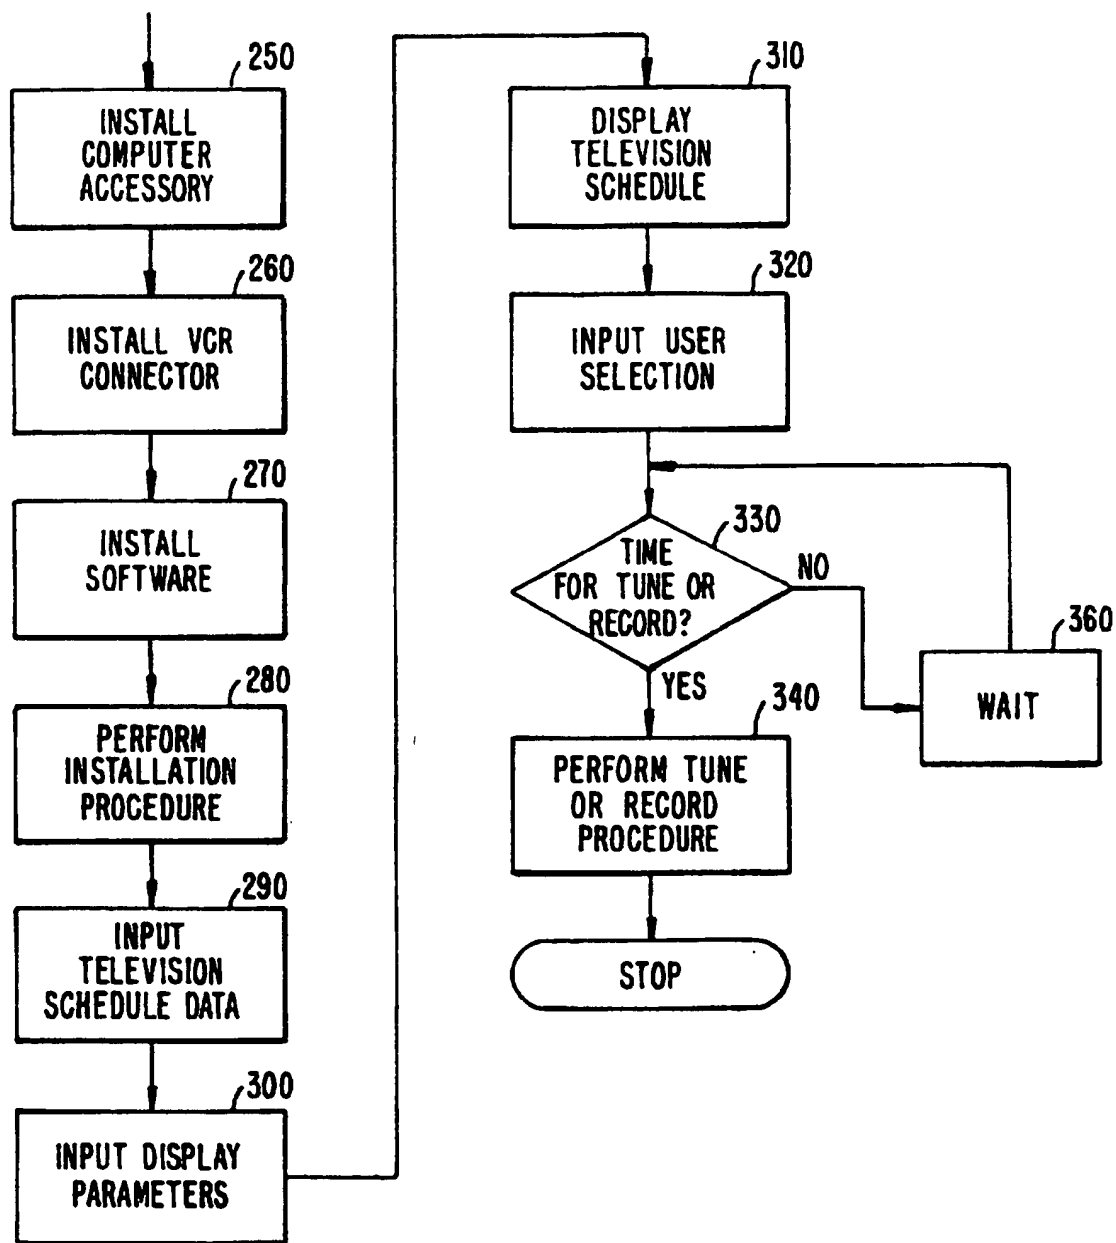 250
INSTALL
COMPUTER
ACCESSORY
260
INSTALL VCR
CONNECTOR
270
INSTALL
SOFTWARE
280
PERFORM
INSTALLATION
PROCEDURE
290
INPUT
TELEVISION
SCHEDULE DATA
300
INPUT DISPLAY
PARAMETERS
310
DISPLAY
TELEVISION
SCHEDULE
320
INPUT USER
SELECTION
330
TIME
FOR TUNE OR
RECORD?
NO
YES
360
WAIT
340
PERFORM TUNE
OR RECORD
PROCEDURE
STOP